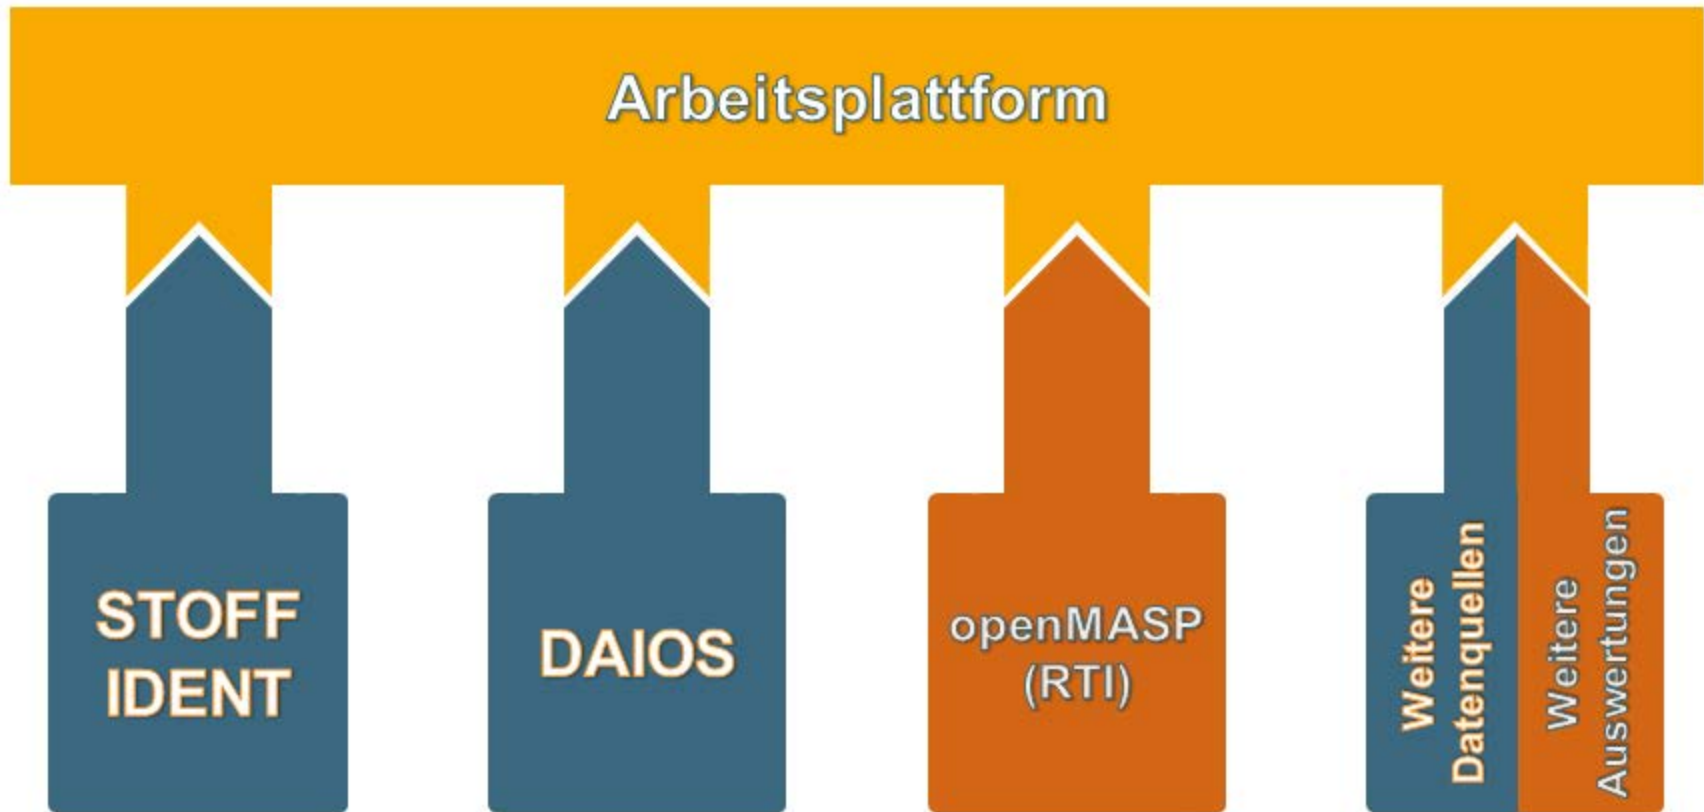 Arbeitsplattform
STOFF
IDENT
DAIOS
openMASP
(RTI)
Weitere
Datenquellen
Weitere
Auswertungen